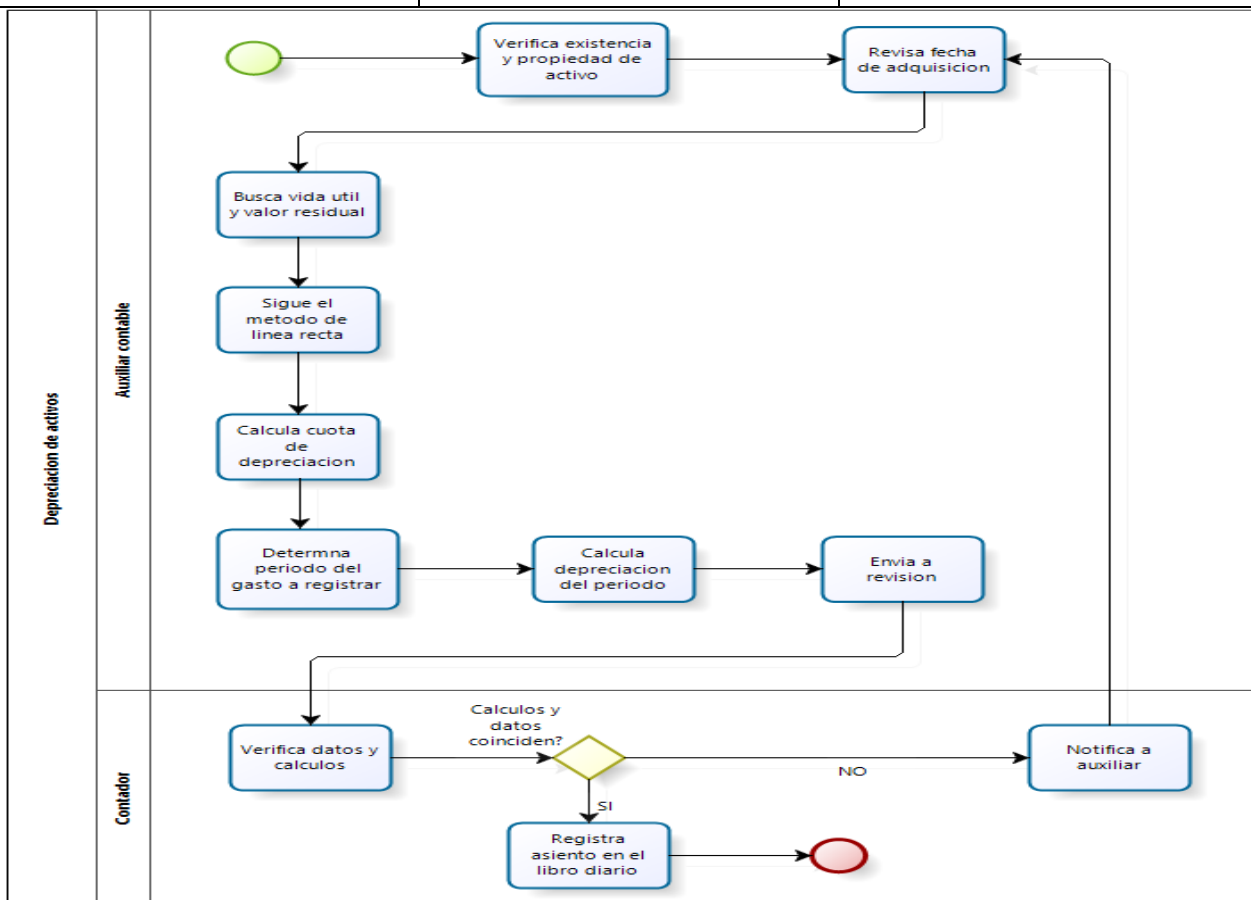 Depreciacion de activos
Auxiliar contable
Verifica existencia
y propiedad de
activo
Revisa fecha
de adquisicion
Busca vida util
y valor residual
Sigue el
metodo de
linea recta
Calcula cuota
de
depreciacion
Determna
periodo del
gasto a registrar
Calcula
depreciacion
del periodo
Envia a
revision
Contador
Verifica datos y
calculos
Calculos y
datos
coinciden?
NO
Notifica a
auxiliar
SI
Registra
asiento en el
libro diario